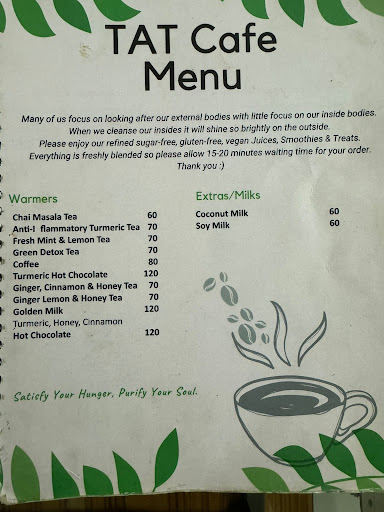 TAT Cafe
Menu
Many of us focus on looking after our external bodies with little focus on our inside bodies.
When we cleanse our insides it will shine so brightly on the outside.
Please enjoy our refined sugar-free, gluten-free, vegan Juices, Smoothies & Treats.
Everything is freshly blended so please allow 15-20 minutes waiting time for your order.
Thank you :)
Warmers
Chai Masala Tea 60
Anti-I flammatory Turmeric Tea 70
Fresh Mint & Lemon Tea 70
Green Detox Tea 70
Coffee 80
Turmeric Hot Chocolate 120
Ginger, Cinnamon & Honey Tea 70
Ginger Lemon & Honey Tea 70
Golden Milk 120
Turmeric, Honey, Cinnamon
Hot Chocolate 120
Extras/Milks
Coconut Milk 60
Soy Milk 60
Satisfy Your Hunger, Purify Your Soul.